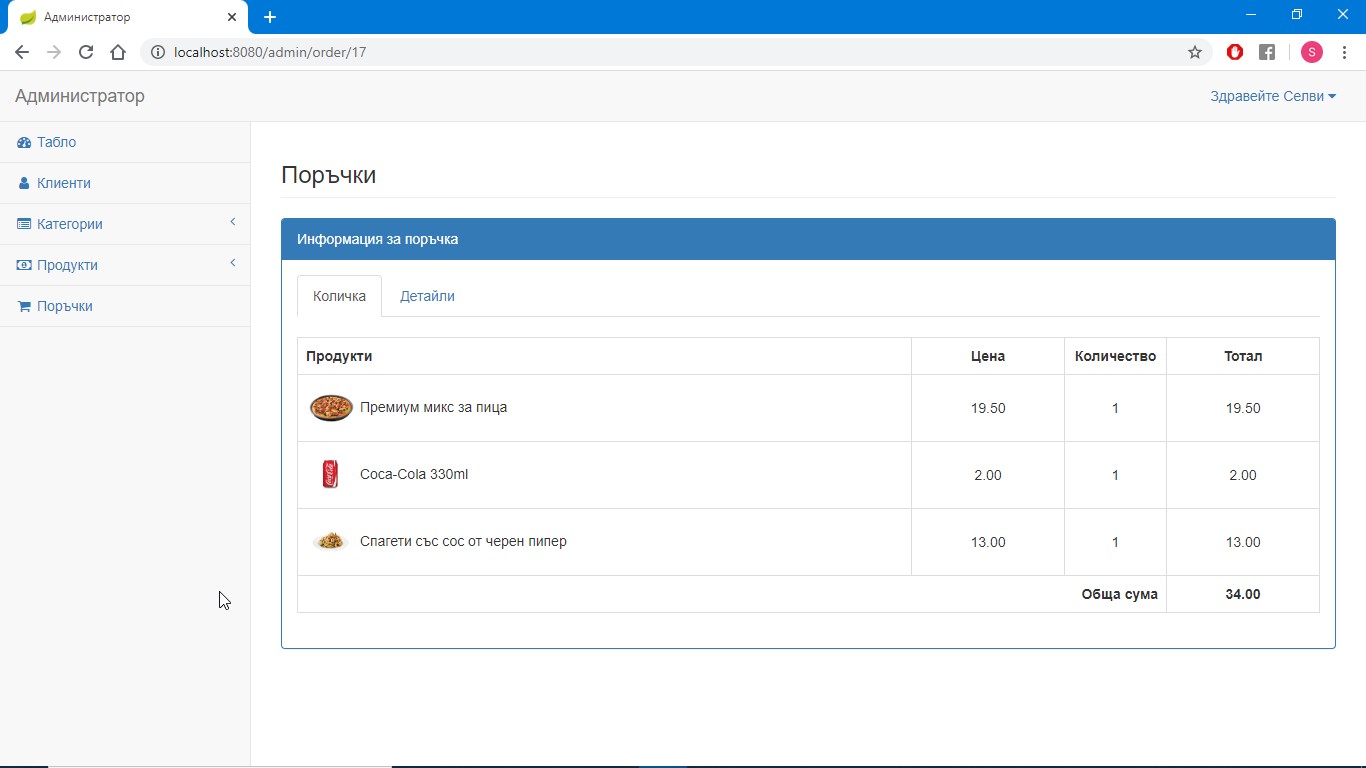 Администратор
localhost:8080/admin/order/17
S
Администратор
Здравейте Селви
Табло
Клиенти
Категории
Продукти
Поръчки
Поръчки
Информация за поръчка
Количка Детайли
Продукти Цена Количество Тотал
Премиум микс за пица 19.50 1 19.50
Coca-Cola 330ml 2.00 1 2.00
Спагети със сос от черен пипер 13.00 1 13.00
Обща сума 34.00